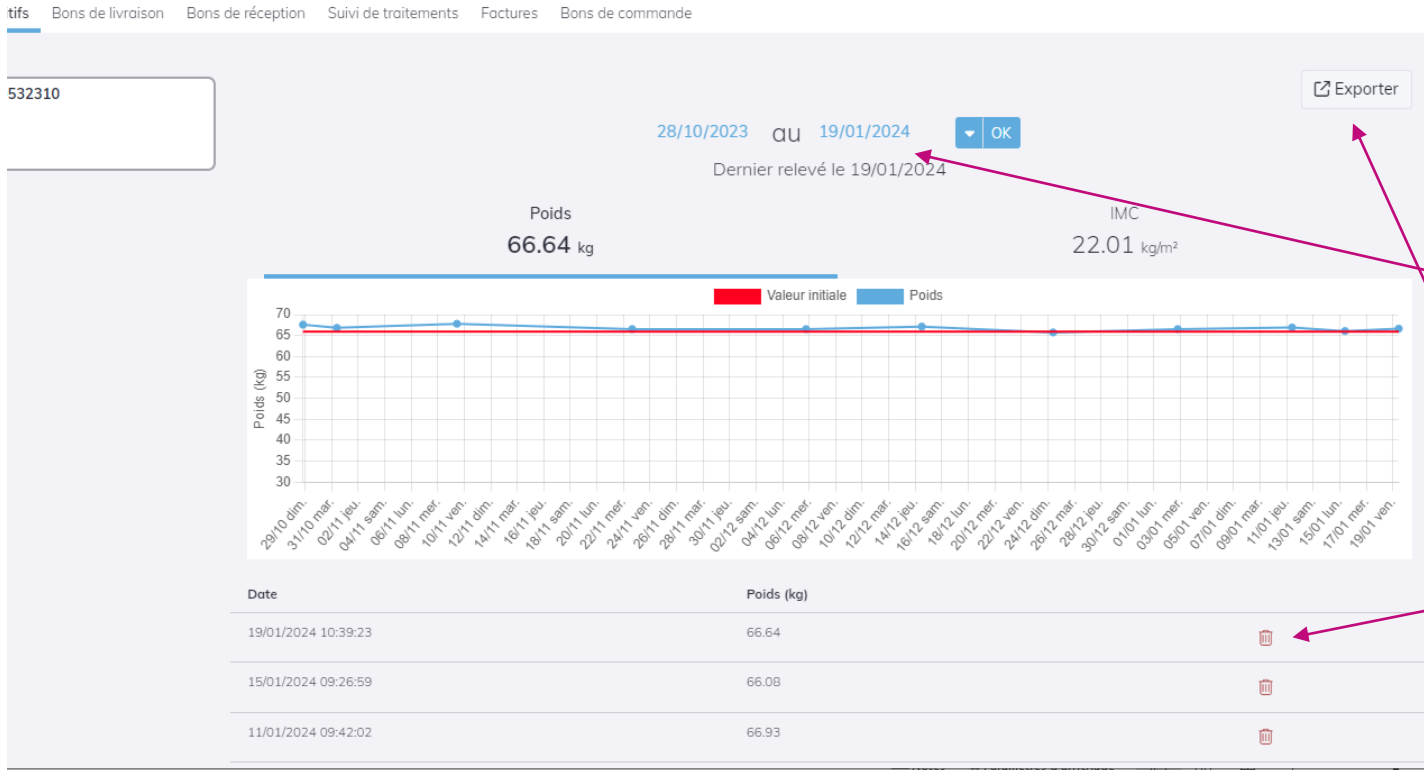 tifs Bons de livraison Bons de réception Suivi de traitements Factures Bons de commande
532310
Exporter
28/10/2023 au 19/01/2024 OK
Dernier relevé le 19/01/2024
Poids IMC
66.64 kg 22.01 kg/m²
Valeur initiale Poids
70
65
60
55
50
45
40
35
30
Poids (kg)
29/10 dim. 31/10 mar. 02/11 jeu. 04/11 sam. 06/11 lun. 08/11 mer. 10/11 ven. 12/11 dim. 14/11 mar. 16/11 jeu. 18/11 sam. 20/11 lun. 22/11 mer. 24/11 ven. 26/11 dim. 28/11 mar. 30/11 jeu. 02/12 sam. 04/12 lun. 06/12 mer. 08/12 ven. 10/12 dim. 12/12 mar. 14/12 jeu. 16/12 sam. 18/12 lun. 20/12 mer. 22/12 ven. 24/12 dim. 26/12 mar. 28/12 jeu. 30/12 sam. 01/01 lun. 03/01 mer. 05/01 ven. 07/01 dim. 09/01 mar. 11/01 jeu. 13/01 sam. 15/01 lun. 17/01 mer. 19/01 ven.
Date Poids (kg)
19/01/2024 10:39:23 66.64
15/01/2024 09:26:59 66.08
11/01/2024 09:42:02 66.93